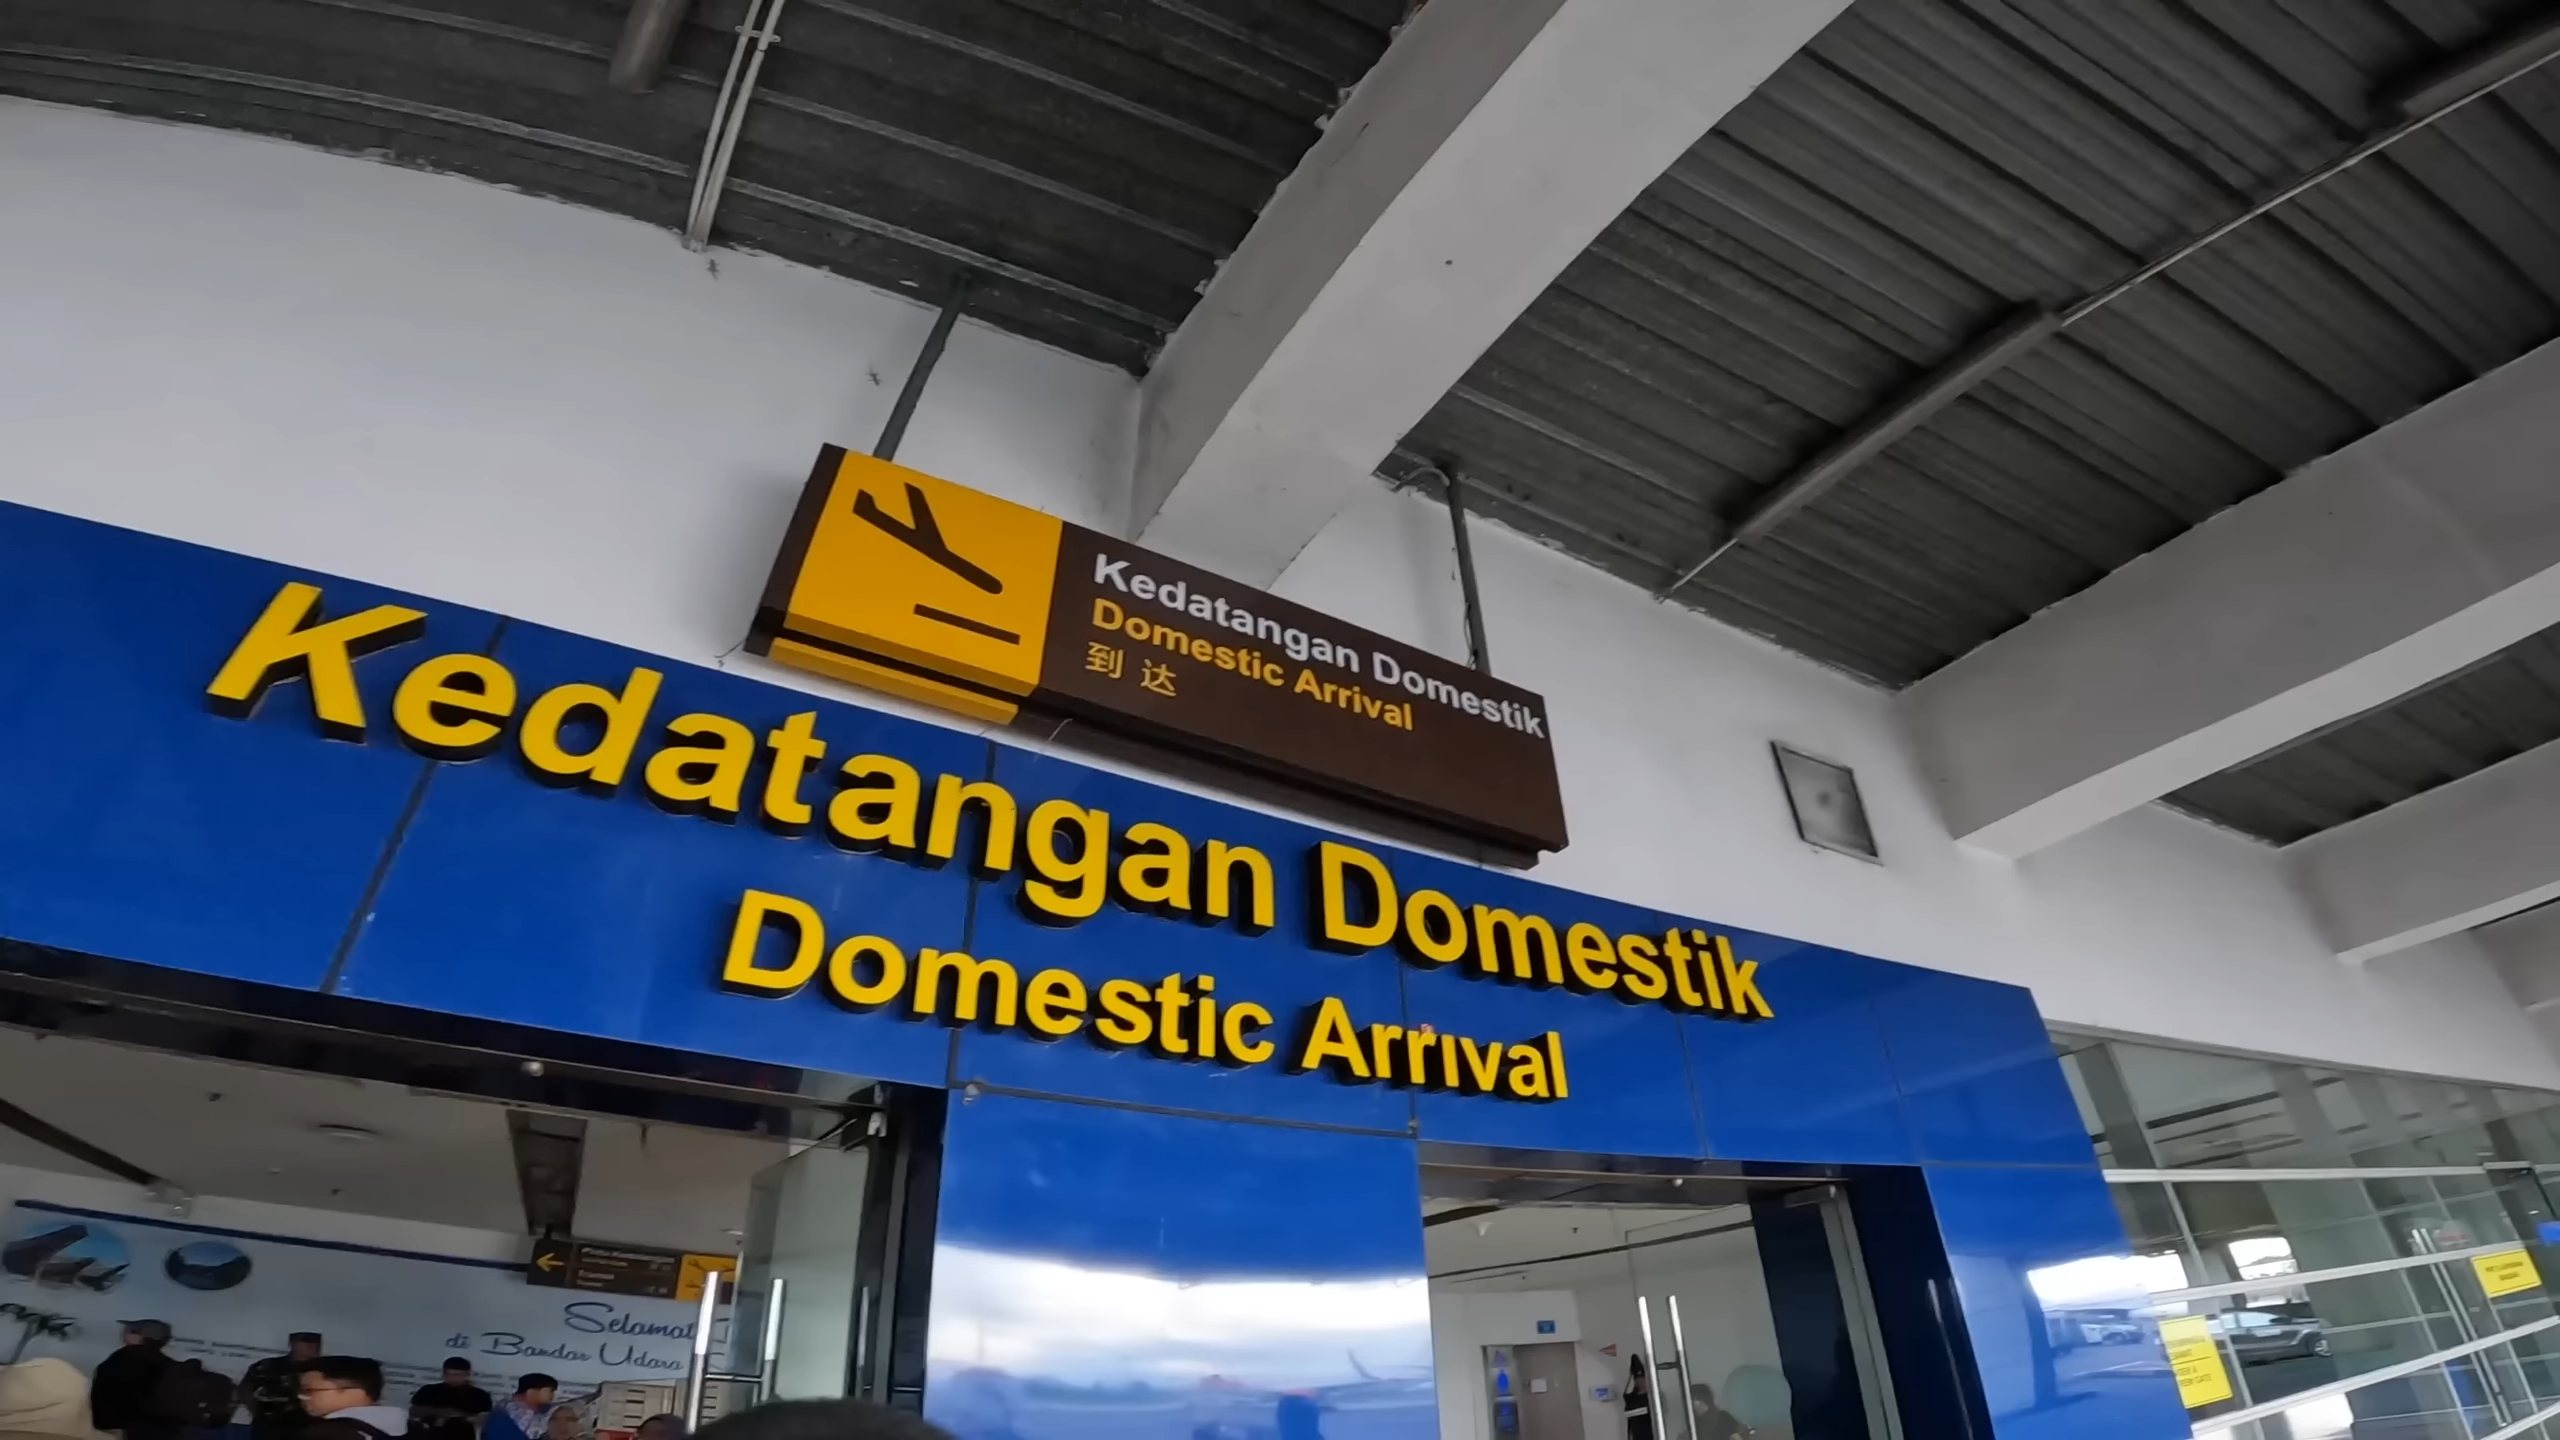 Kedatangan Domestik
Domestic Arrival
到达
Kedatangan Domestik
Domestic Arrival
Selamat
di Bandar Udara